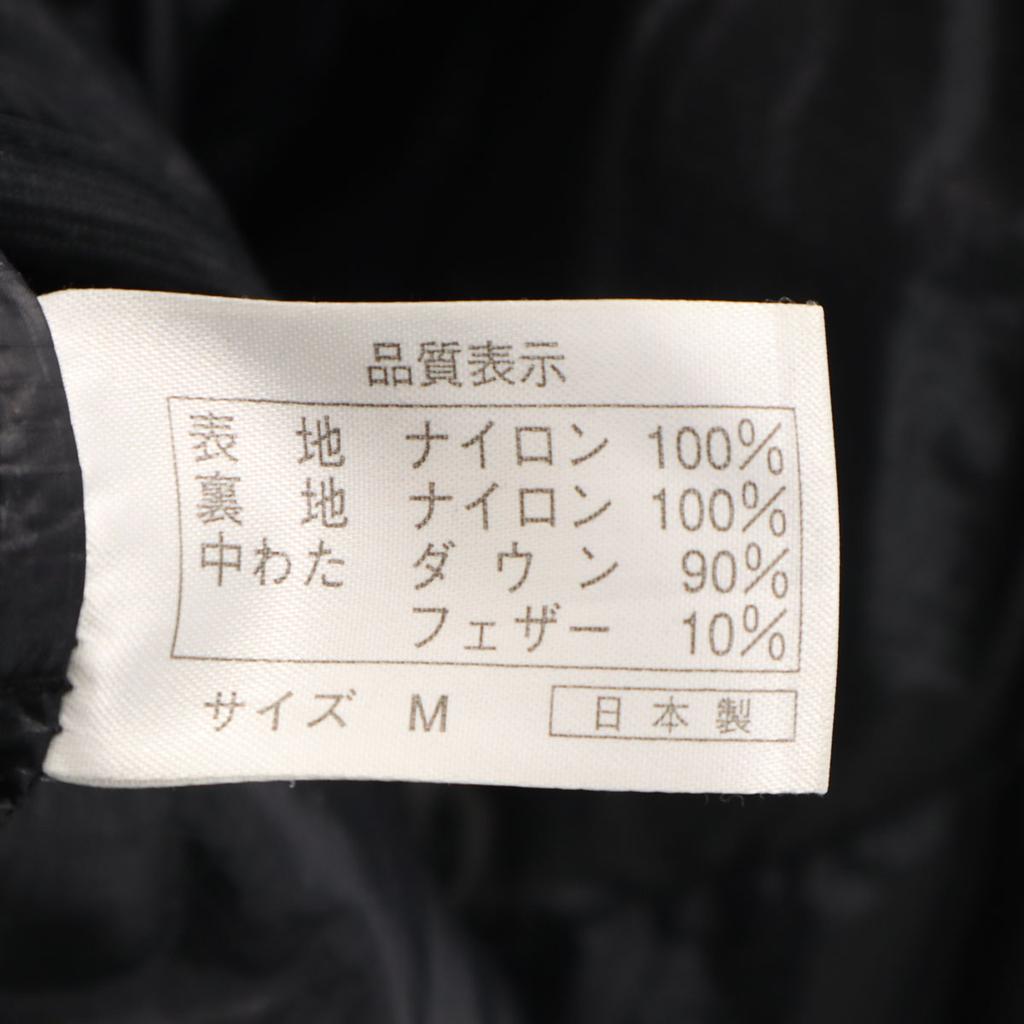 品質表示
表 地 ナイロン 100%
裏 地 ナイロン 100%
中わた ダウン 90%
フェザー 10%
サイズ M 日本製